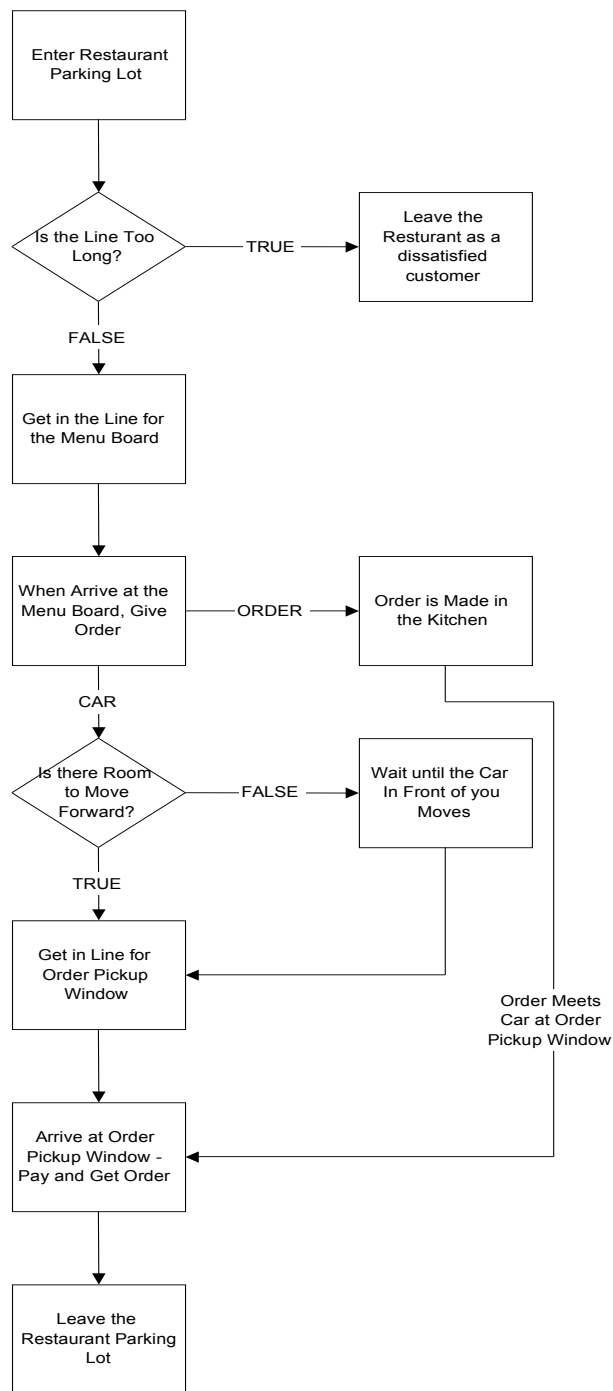 Enter Restaurant
Parking Lot
Is the Line Too
Long?
TRUE
Leave the
Resturant as a
dissatisfied
customer
FALSE
Get in the Line for
the Menu Board
When Arrive at the
Menu Board, Give
Order
ORDER
Order is Made in
the Kitchen
CAR
Is there Room
to Move
Forward?
FALSE
Wait until the Car
In Front of you
Moves
TRUE
Get in Line for
Order Pickup
Window
Order Meets
Car at Order
Pickup Window
Arrive at Order
Pickup Window -
Pay and Get Order
Leave the
Restaurant Parking
Lot